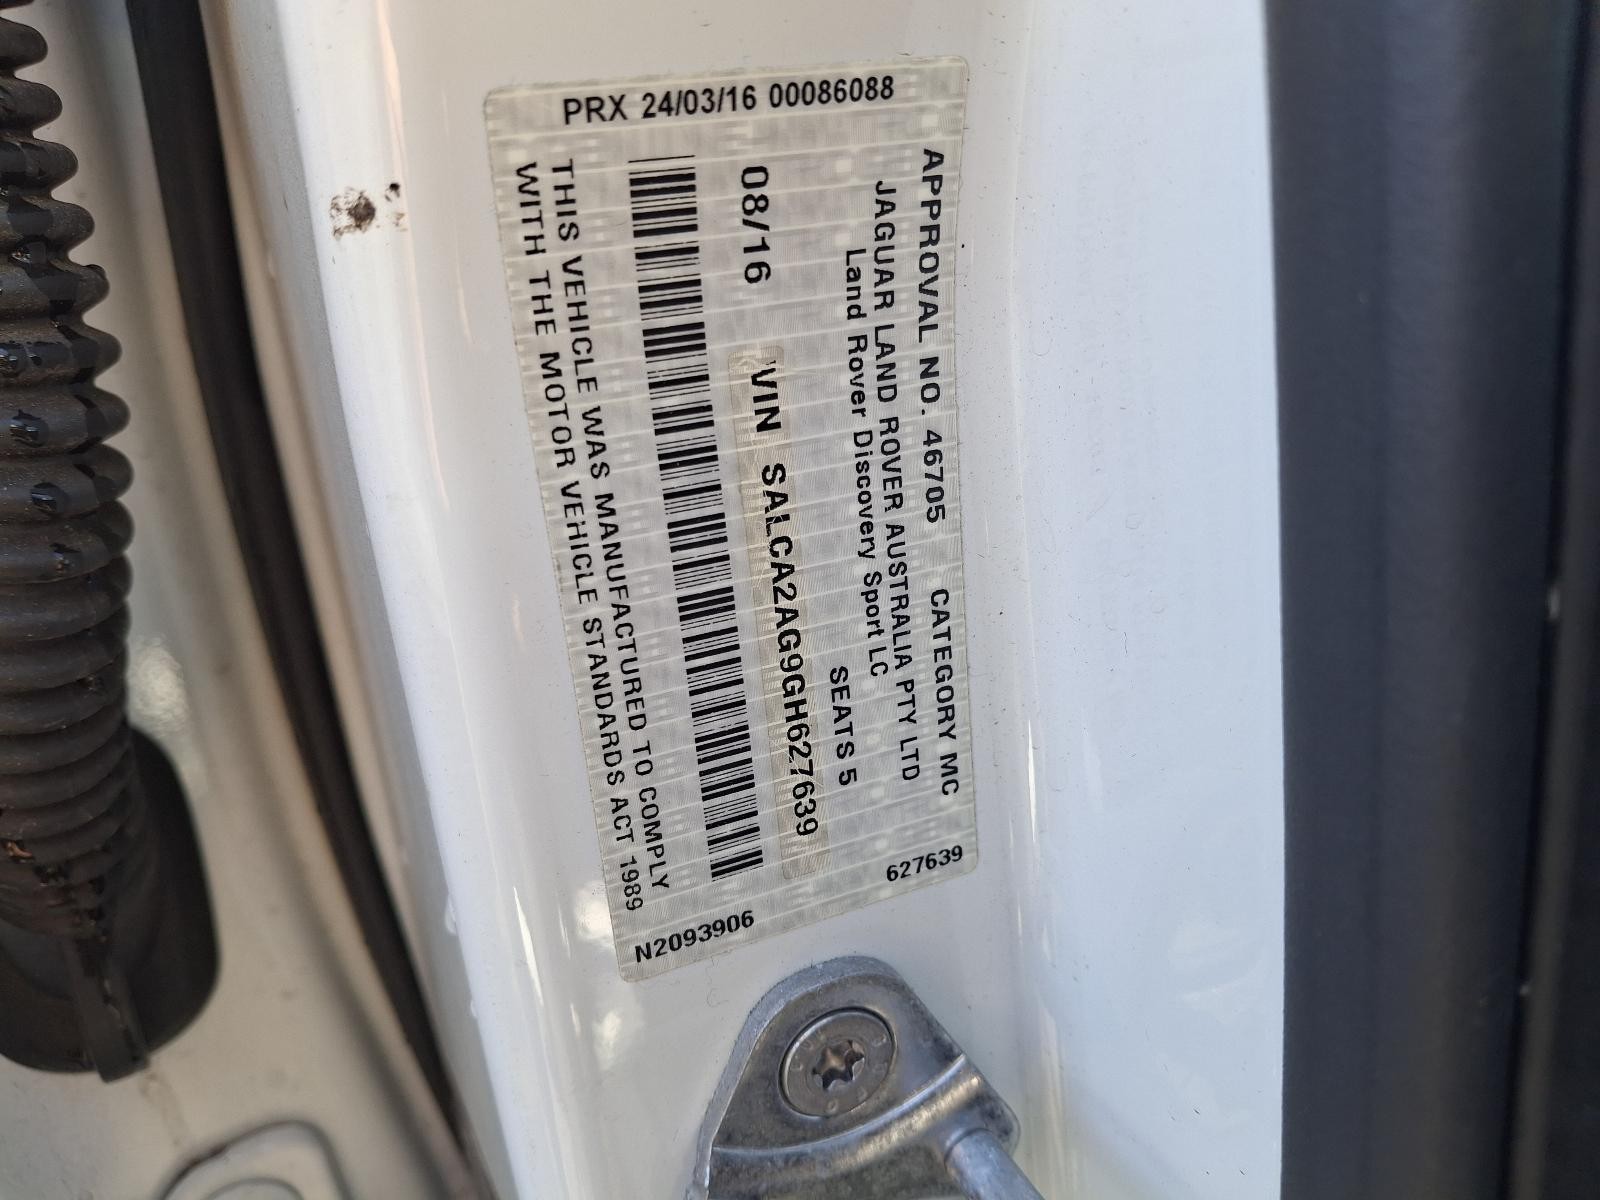 PRX 24/03/16 00086088
APPROVAL NO. 46705 CATEGORY MC
JAGUAR LAND ROVER AUSTRALIA PTY LTD
Land Rover Discovery Sport LC
SEATS 5
08/16 VIN SALCA2AG9GH627639
THIS VEHICLE WAS MANUFACTURED TO COMPLY
WITH THE MOTOR VEHICLE STANDARDS ACT 1989
627639
N2093906